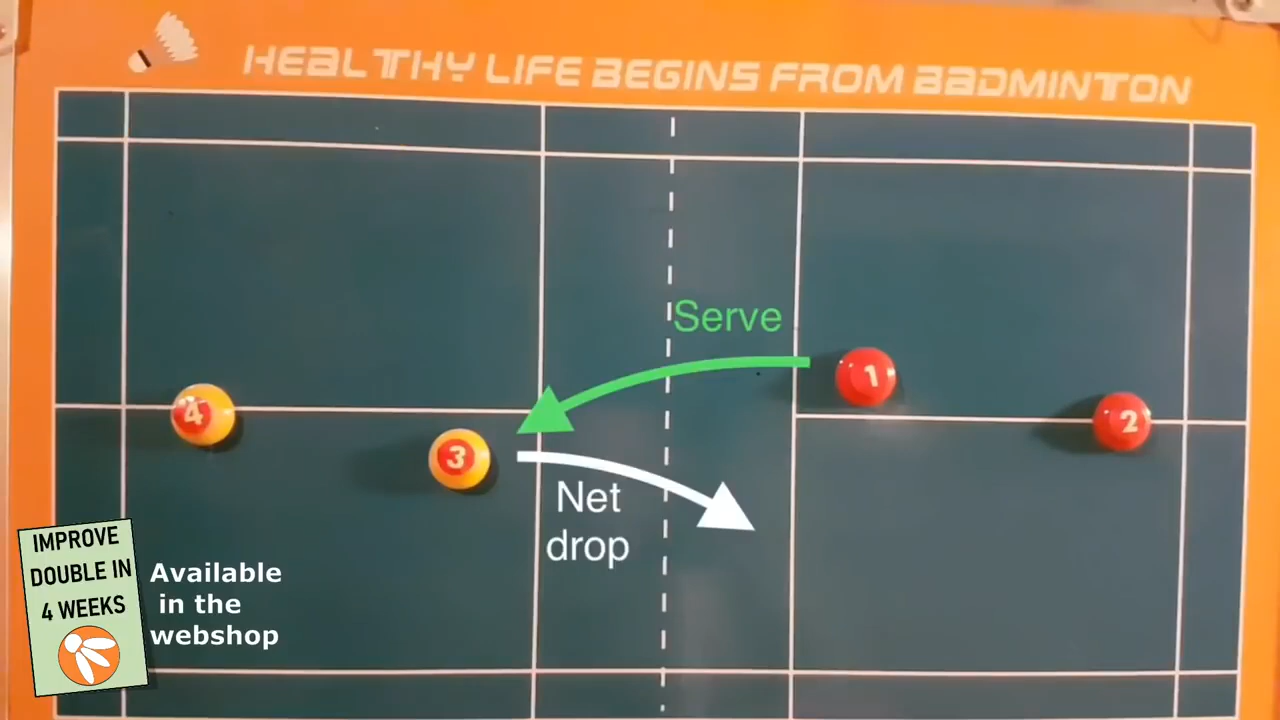 HEALTHY LIFE BEGINS FROM BADMINTON
Serve
1
2
4
3
Net
drop
IMPROVE
DOUBLE IN
4 WEEKS
Available
in the
webshop